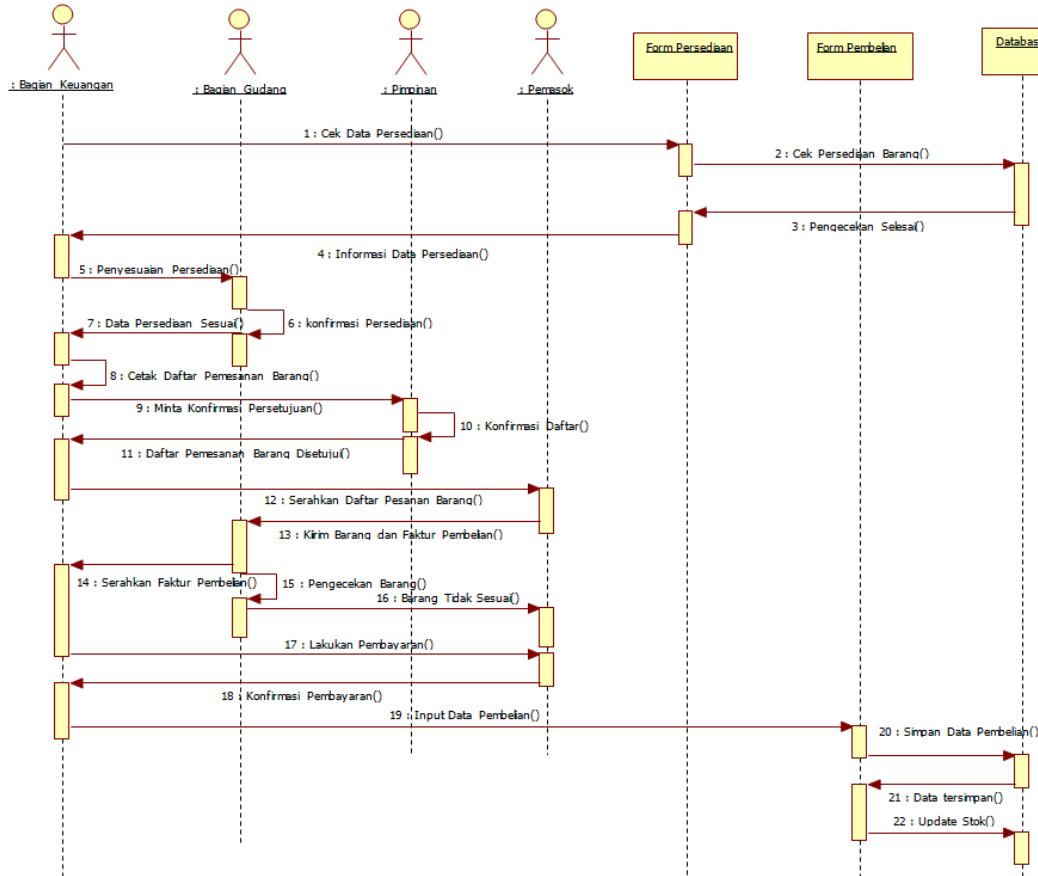 : Bagian Keuangan
: Bagian Gudang
: Pimpinan
: Pemasok
Form Persediaan
Form Pembelian
Databas
1 : Cek Data Persediaan()
2 : Cek Persediaan Barang()
3 : Pengecekan Selesai()
4 : Informasi Data Persediaan()
5 : Penyesuaian Persediaan()
6 : konfirmasi Persediaan()
7 : Data Persediaan Sesuai()
8 : Cetak Daftar Pemesanan Barang()
9 : Minta Konfirmasi Persetujuan()
10 : Konfirmasi Daftar()
11 : Daftar Pemesanan Barang Disetujui()
12 : Serahkan Daftar Pesanan Barang()
13 : Kirim Barang dan Faktur Pembelian()
14 : Serahkan Faktur Pembelian()
15 : Pengecekan Barang()
16 : Barang Tidak Sesuai()
17 : Lakukan Pembayaran()
18 : Konfirmasi Pembayaran()
19 : Input Data Pembelian()
20 : Simpan Data Pembelian()
21 : Data tersimpan()
22 : Update Stok()